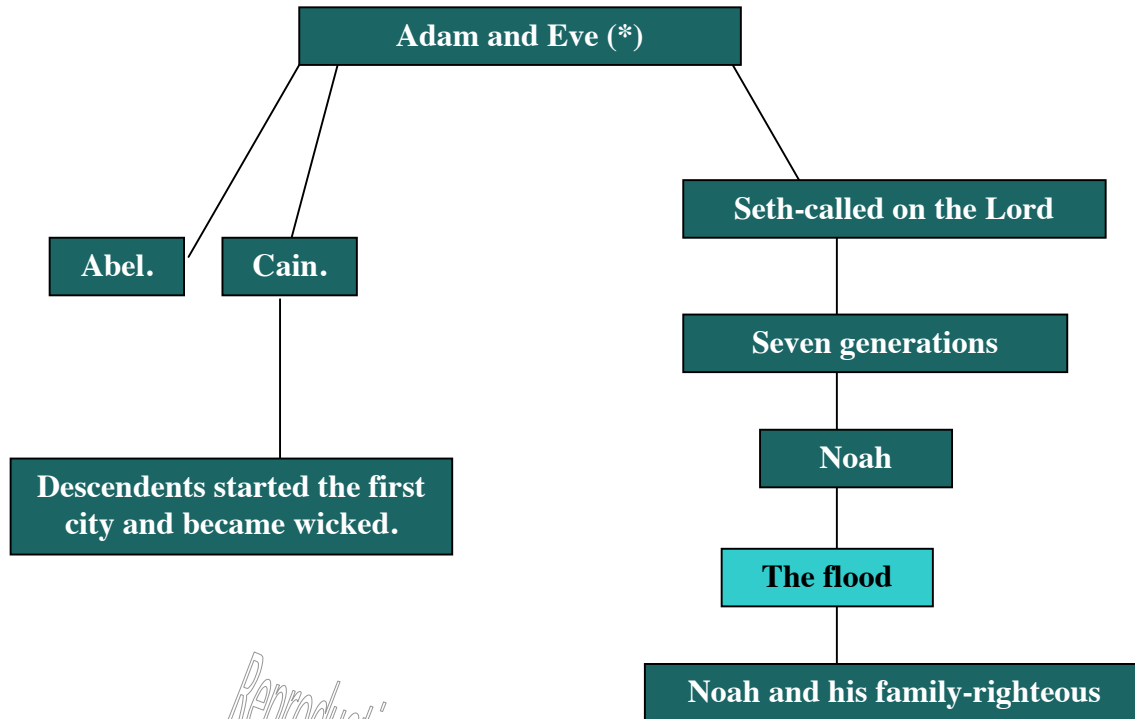 Adam and Eve (*)
Seth-called on the Lord
Abel.
Cain.
Seven generations
Noah
Descendents started the first
city and became wicked.
The flood
Noah and his family-righteous